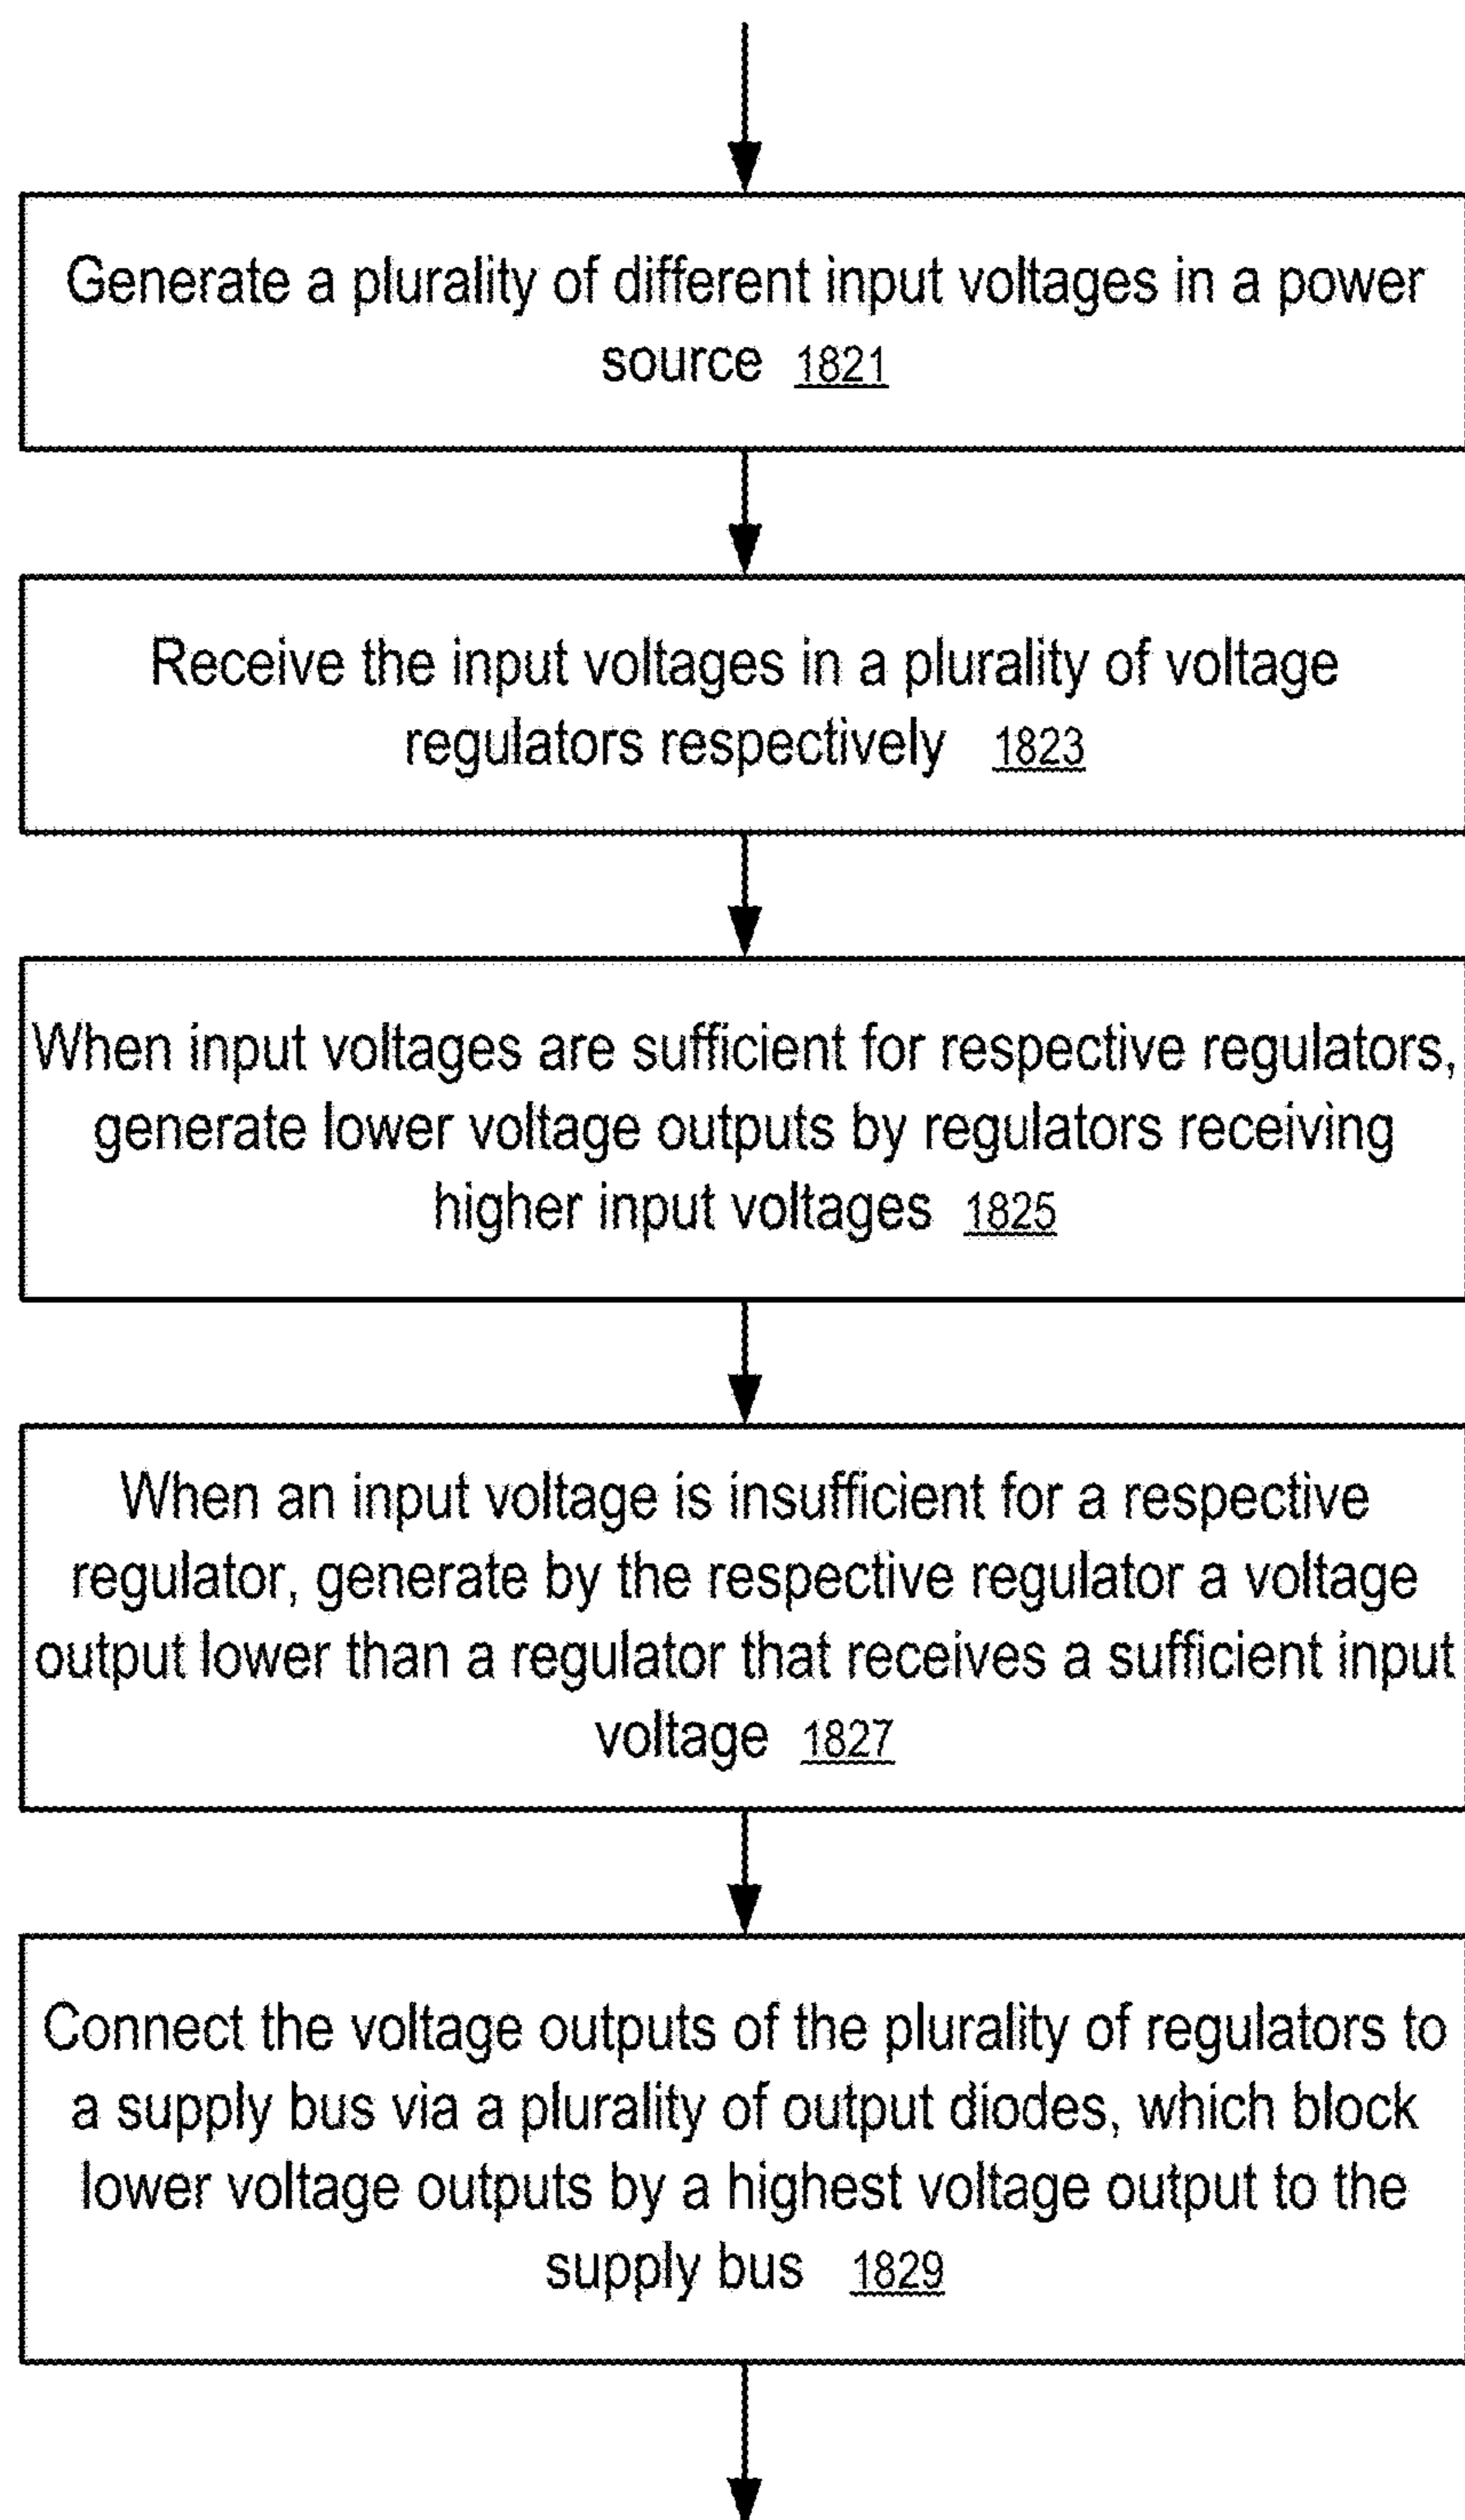 Generate a plurality of different input voltages in a power
source 1821
Receive the input voltages in a plurality of voltage
regulators respectively 1823
When input voltages are sufficient for respective regulators,
generate lower voltage outputs by regulators receiving
higher input voltages 1825
When an input voltage is insufficient for a respective
regulator, generate by the respective regulator a voltage
output lower than a regulator that receives a sufficient input
voltage 1827
Connect the voltage outputs of the plurality of regulators to
a supply bus via a plurality of output diodes, which block
lower voltage outputs by a highest voltage output to the
supply bus 1829